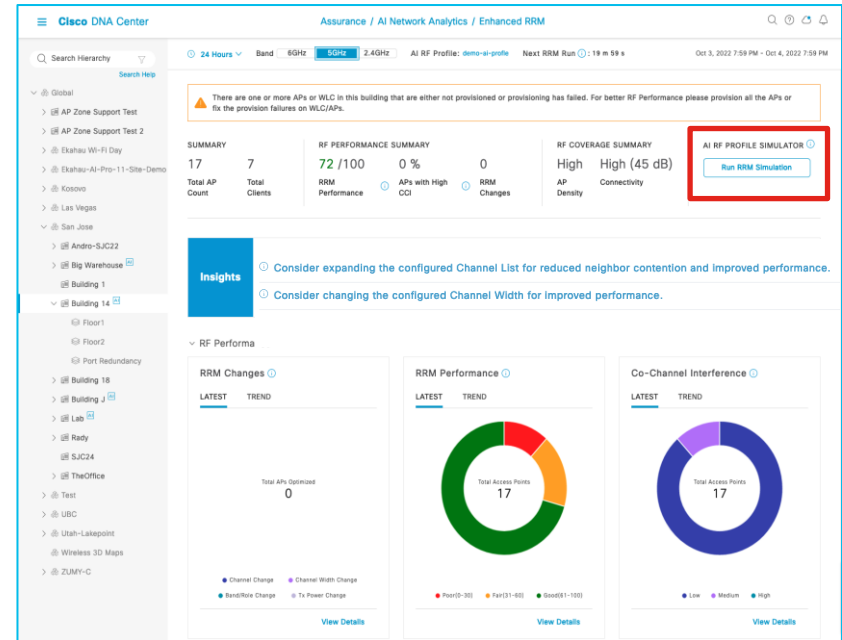 Cisco DNA Center
Assurance / AI Network Analytics / Enhanced RRM
Search Hierarchy
Search Help
Global
AP Zone Support Test
AP Zone Support Test 2
Ekahau Wi-Fi Day
Ekahau-AI-Pro-11-Site-Demo
Kosovo
Las Vegas
San Jose
Andro-SJC22
Big Warehouse AI
Building 1
Building 14 AI
Floor1
Floor2
Port Redundancy
Building 18
Building J AI
Lab AI
Rady
SJC24
TheOffice
Test
UBC
Utah-Lakepoint
Wireless 3D Maps
ZUMY-C
24 Hours Band 6GHz 5GHz 2.4GHz AI RF Profile: demo-ai-profile Next RRM Run : 19 m 59 s Oct 3, 2022 7:59 PM - Oct 4, 2022 7:59 PM
There are one or more APs or WLC in this building that are either not provisioned or provisioning has failed. For better RF Performance please provision all the APs or
fix the provision failures on WLC/APs.
SUMMARY
17 7
Total AP Count Total Clients
RF PERFORMANCE SUMMARY
72 /100 0 % 0
RRM Performance APs with High CCI RRM Changes
RF COVERAGE SUMMARY
High High (45 dB)
AP Density Connectivity
AI RF PROFILE SIMULATOR
Run RRM Simulation
Insights
Consider expanding the configured Channel List for reduced neighbor contention and improved performance.
Consider changing the configured Channel Width for improved performance.
RF Performa
RRM Changes
LATEST TREND
Total APs Optimized
0
Channel Change Channel Width Change
Band/Role Change Tx Power Change
View Details
RRM Performance
LATEST TREND
Total Access Points
17
Poor(0-30) Fair(31-60) Good(61-100)
View Details
Co-Channel Interference
LATEST TREND
Total Access Points
17
Low Medium High
View Details